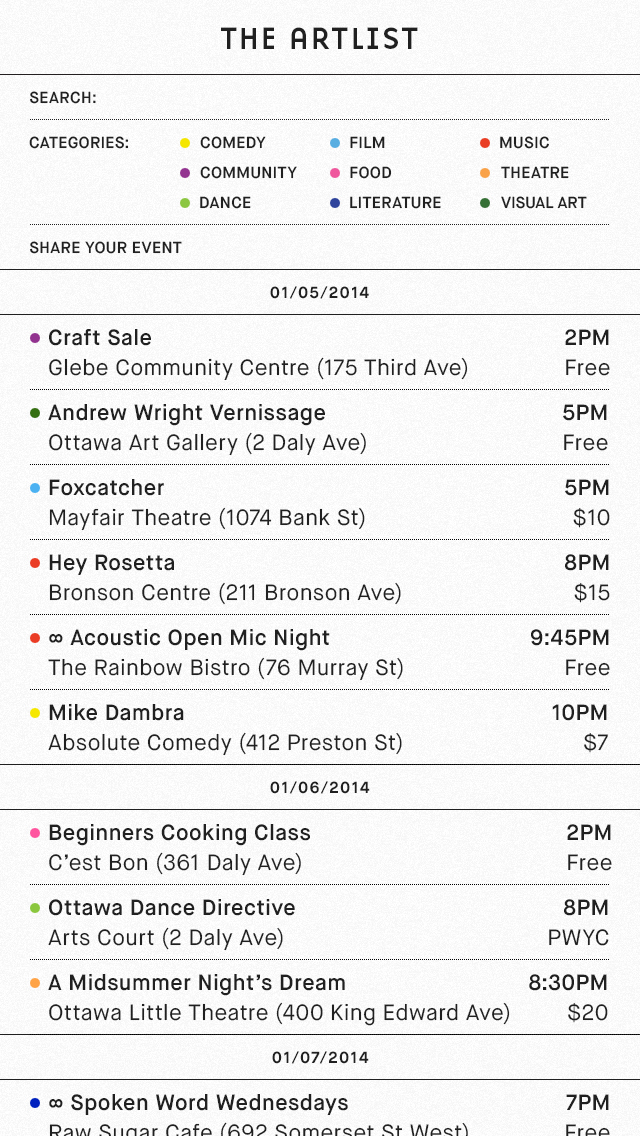 THE ARTLIST
SEARCH:
CATEGORIES: COMEDY FILM MUSIC
COMMUNITY FOOD THEATRE
DANCE LITERATURE VISUAL ART
SHARE YOUR EVENT
01/05/2014
Craft Sale 2PM
Glebe Community Centre (175 Third Ave) Free
Andrew Wright Vernissage 5PM
Ottawa Art Gallery (2 Daly Ave) Free
Foxcatcher 5PM
Mayfair Theatre (1074 Bank St) $10
Hey Rosetta 8PM
Bronson Centre (211 Bronson Ave) $15
∞ Acoustic Open Mic Night 9:45PM
The Rainbow Bistro (76 Murray St) Free
Mike Dambra 10PM
Absolute Comedy (412 Preston St) $7
01/06/2014
Beginners Cooking Class 2PM
C’est Bon (361 Daly Ave) Free
Ottawa Dance Directive 8PM
Arts Court (2 Daly Ave) PWYC
A Midsummer Night’s Dream 8:30PM
Ottawa Little Theatre (400 King Edward Ave) $20
01/07/2014
∞ Spoken Word Wednesdays 7PM
Raw Sugar Cafe (692 Somerset St West) Free